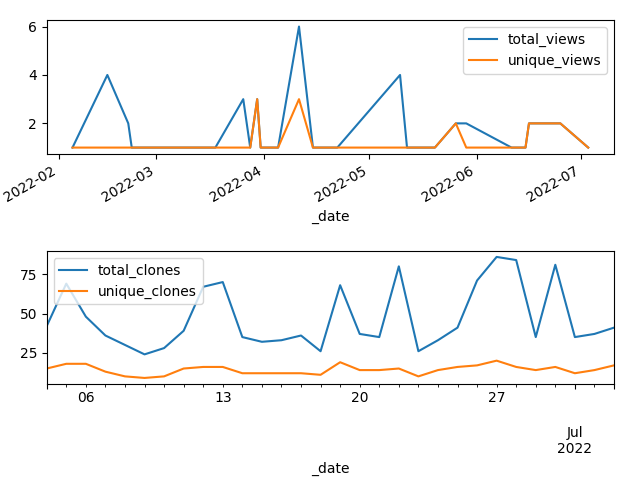 6
4
2
total_views
unique_views
2022-02
2022-03
2022-04
2022-05
2022-06
2022-07
_date
75
50
25
total_clones
unique_clones
06
13
20
27
Jul
2022
_date